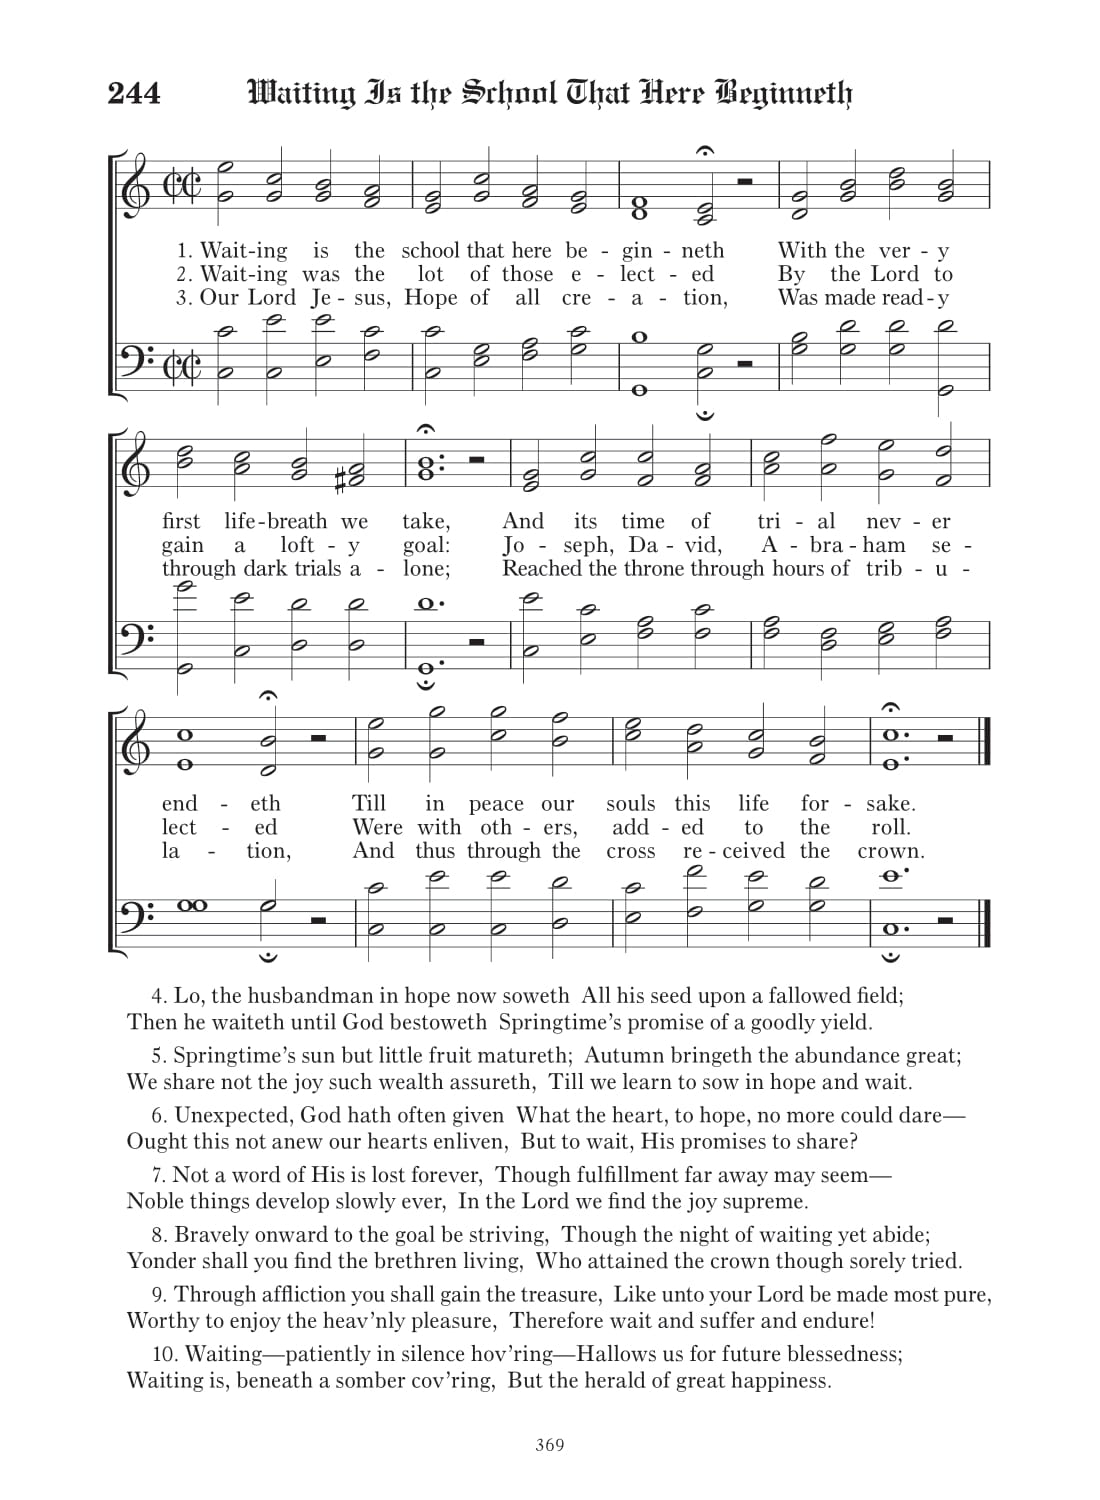 244 Waiting Is the School That Here Beginneth
1. Wait-ing is the school that here be - gin - neth With the ver - y
2. Wait-ing was the lot of those e - lect - ed By the Lord to
3. Our Lord Je - sus, Hope of all cre - a - tion, Was made read - y
first life-breath we take, And its time of tri - al nev - er
gain a loft - y goal: Jo - seph, Da - vid, A - bra - ham se -
through dark trials a - lone; Reached the throne through hours of trib - u -
end - eth Till in peace our souls this life for - sake.
lect - ed Were with oth - ers, add - ed to the roll.
la - tion, And thus through the cross re - ceived the crown.
4. Lo, the husbandman in hope now soweth All his seed upon a fallowed field;
Then he waiteth until God bestoweth Springtime's promise of a goodly yield.
5. Springtime's sun but little fruit matureth; Autumn bringeth the abundance great;
We share not the joy such wealth assureth, Till we learn to sow in hope and wait.
6. Unexpected, God hath often given What the heart, to hope, no more could dare—
Ought this not anew our hearts enliven, But to wait, His promises to share?
7. Not a word of His is lost forever, Though fulfillment far away may seem—
Noble things develop slowly ever, In the Lord we find the joy supreme.
8. Bravely onward to the goal be striving, Though the night of waiting yet abide;
Yonder shall you find the brethren living, Who attained the crown though sorely tried.
9. Through affliction you shall gain the treasure, Like unto your Lord be made most pure,
Worthy to enjoy the heav'nly pleasure, Therefore wait and suffer and endure!
10. Waiting—patiently in silence hov'ring—Hallows us for future blessedness;
Waiting is, beneath a somber cov'ring, But the herald of great happiness.
369